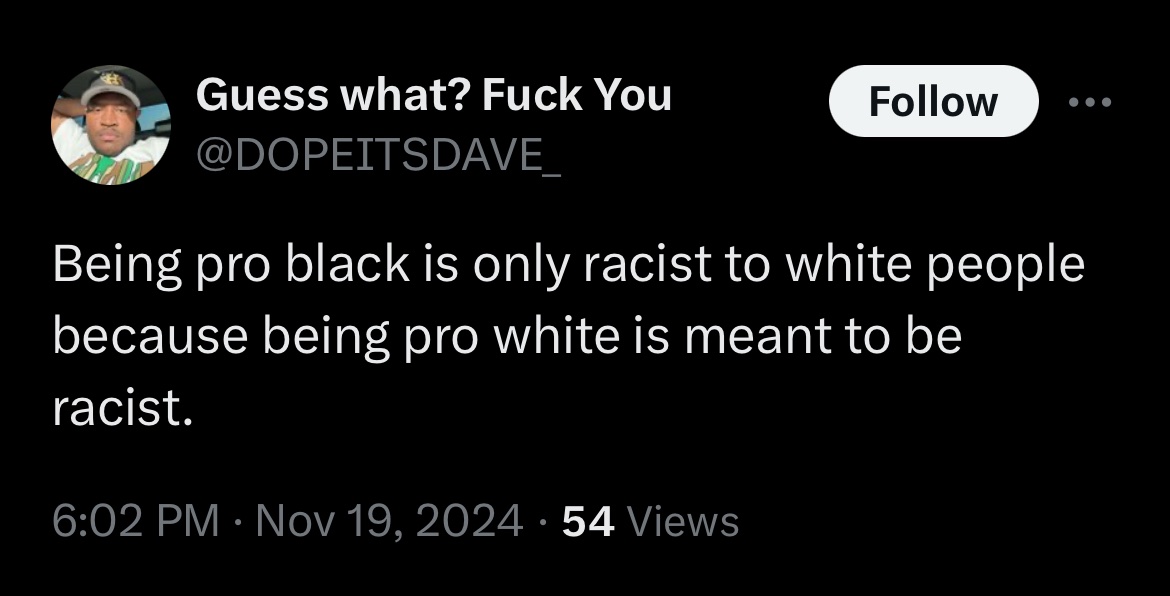 Guess what? Fuck You
Follow
@DOPEITSDAVE_
Being pro black is only racist to white people
because being pro white is meant to be
racist.
6:02 PM · Nov 19, 2024 · 54 Views